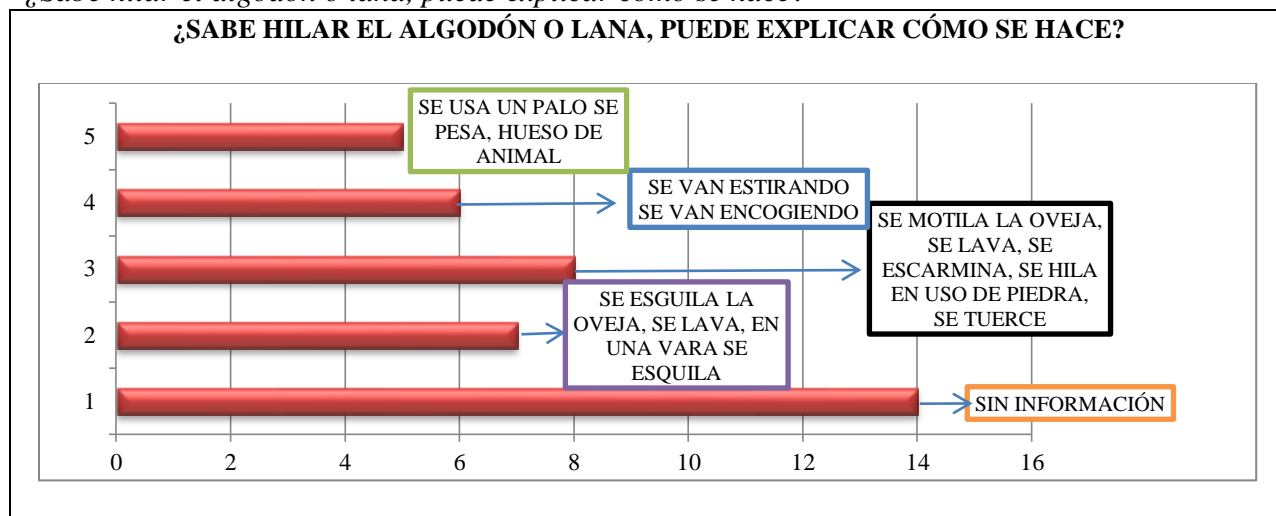 ¿SABE HILAR EL ALGODÓN O LANA, PUEDE EXPLICAR CÓMO SE HACE?
5
SE USA UN PALO SE
PESA, HUESO DE
ANIMAL
4
SE VAN ESTIRANDO
SE VAN ENCOGIENDO
3
SE MOTILA LA OVEJA,
SE LAVA, SE
ESCARMINA, SE HILA
EN USO DE PIEDRA,
SE TUERCE
2
SE ESGUILA LA
OVEJA, SE LAVA, EN
UNA VARA SE
ESQUILA
1
SIN INFORMACIÓN
0 2 4 6 8 10 12 14 16